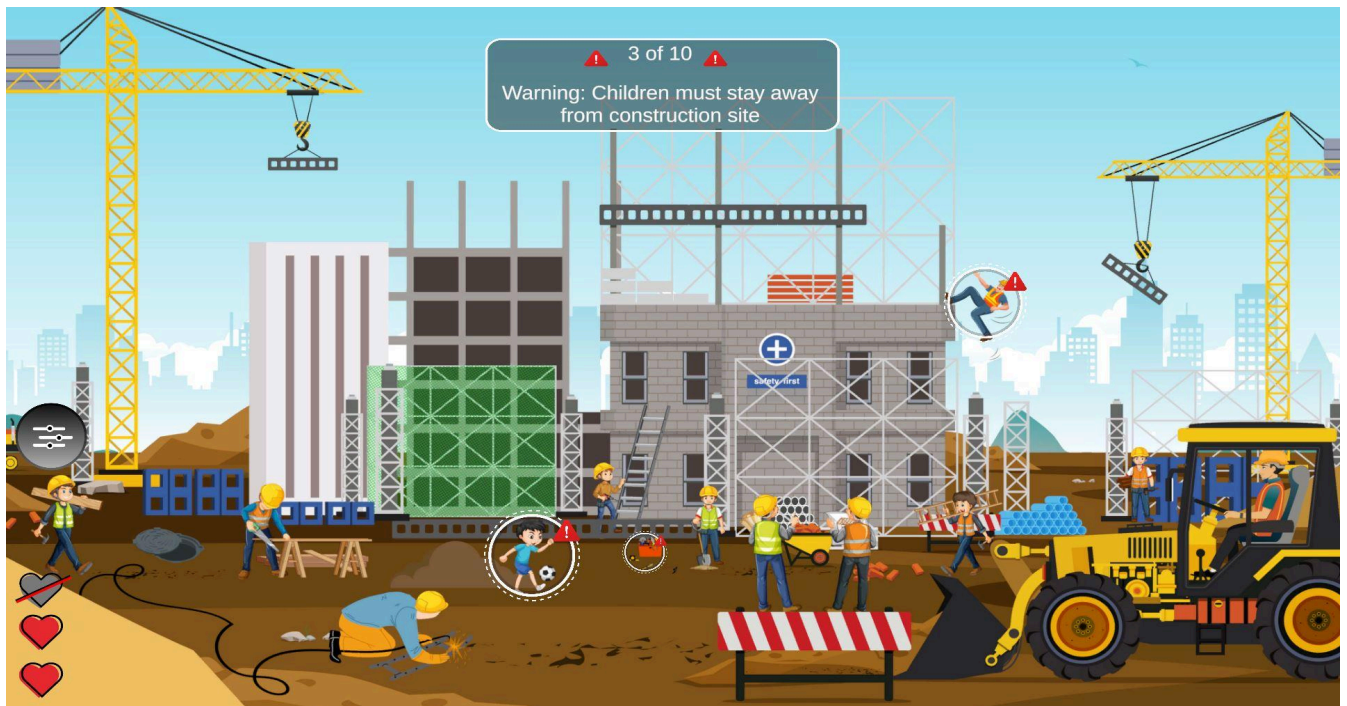 3 of 10
Warning: Children must stay away
from construction site
safety first